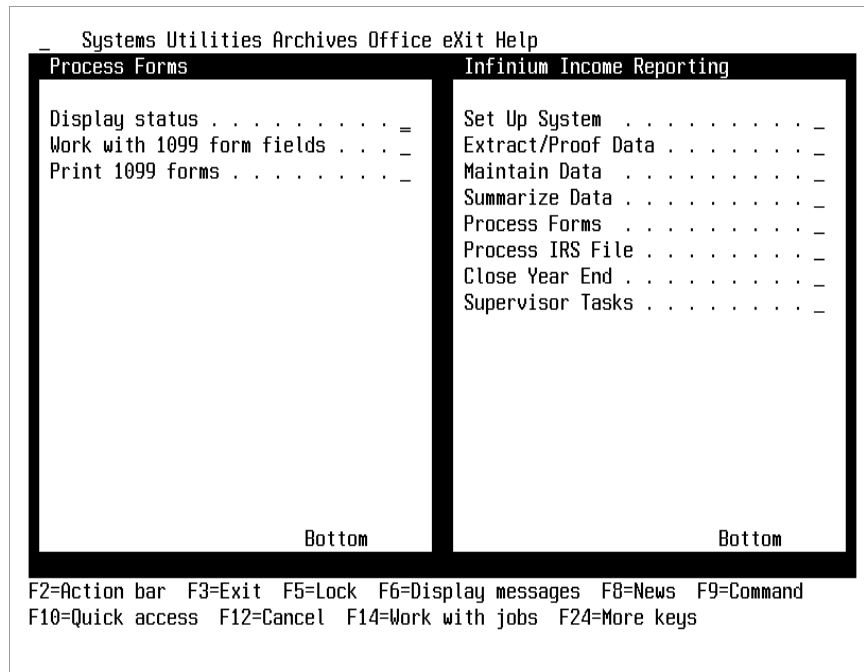 _ Systems Utilities Archives Office eXit Help
Process Forms
Display status . . . . . . . . . _
Work with 1099 form fields . . . _
Print 1099 forms . . . . . . . . _
Bottom
Infinium Income Reporting
Set Up System . . . . . . . . . _
Extract/Proof Data . . . . . . . _
Maintain Data . . . . . . . . . _
Summarize Data . . . . . . . . . _
Process Forms . . . . . . . . . _
Process IRS File . . . . . . . . _
Close Year End . . . . . . . . . _
Supervisor Tasks . . . . . . . . _
Bottom
F2=Action bar F3=Exit F5=Lock F6=Display messages F8=News F9=Command
F10=Quick access F12=Cancel F14=Work with jobs F24=More keys